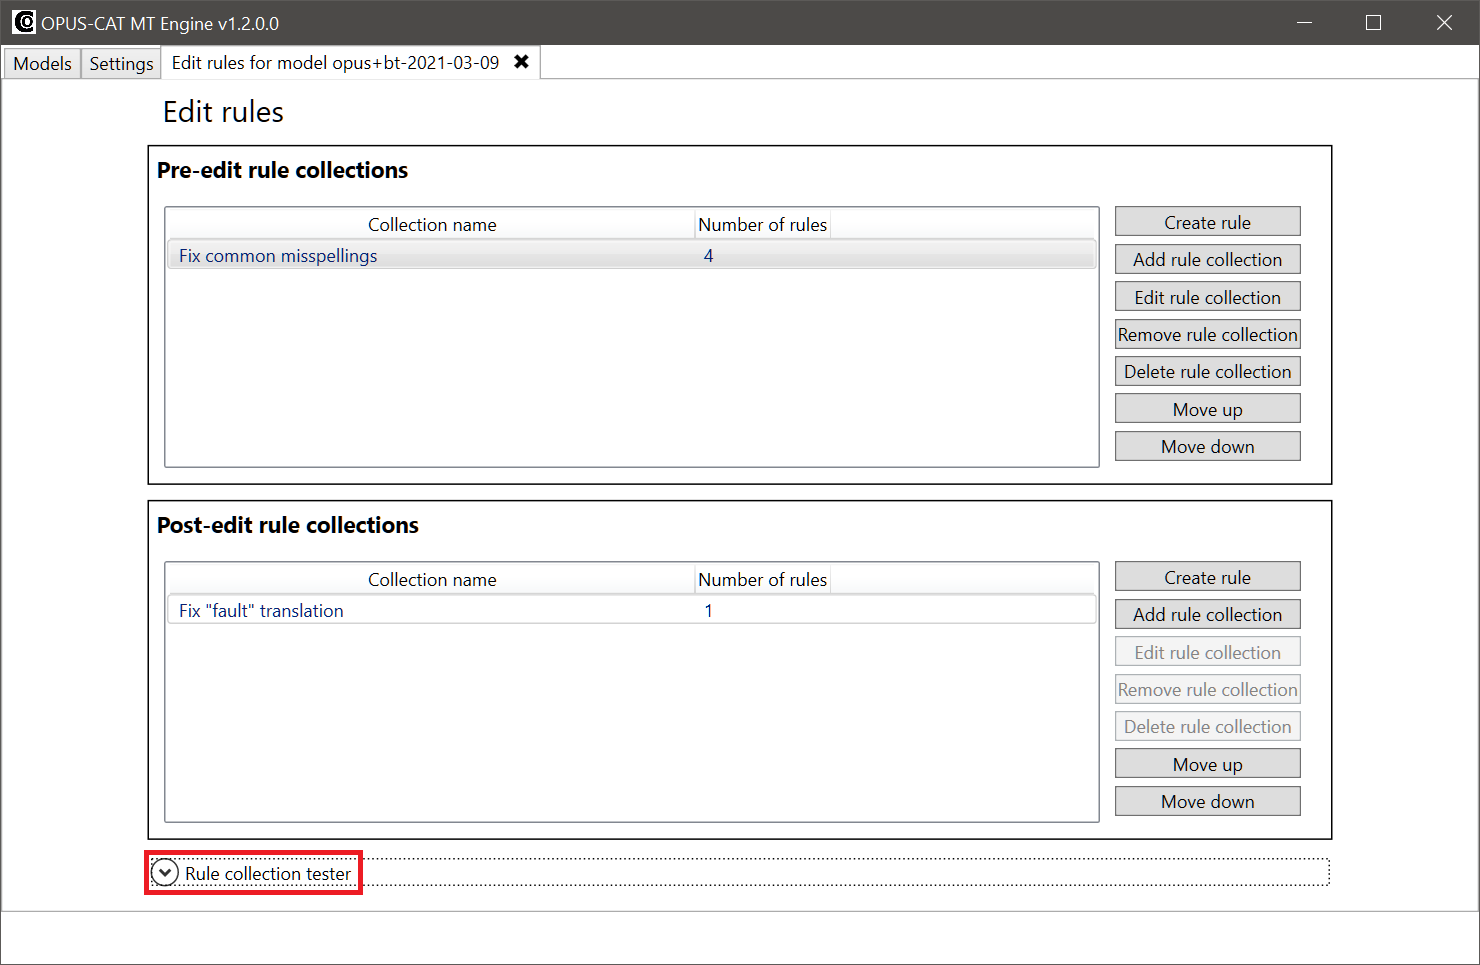 OPUS-CAT MT Engine v1.2.0.0
Models Settings Edit rules for model opus+bt-2021-03-09
Edit rules
Pre-edit rule collections
Collection name Number of rules
Fix common misspellings 4
Create rule
Add rule collection
Edit rule collection
Remove rule collection
Delete rule collection
Move up
Move down
Post-edit rule collections
Collection name Number of rules
Fix "fault" translation 1
Create rule
Add rule collection
Edit rule collection
Remove rule collection
Delete rule collection
Move up
Move down
Rule collection tester